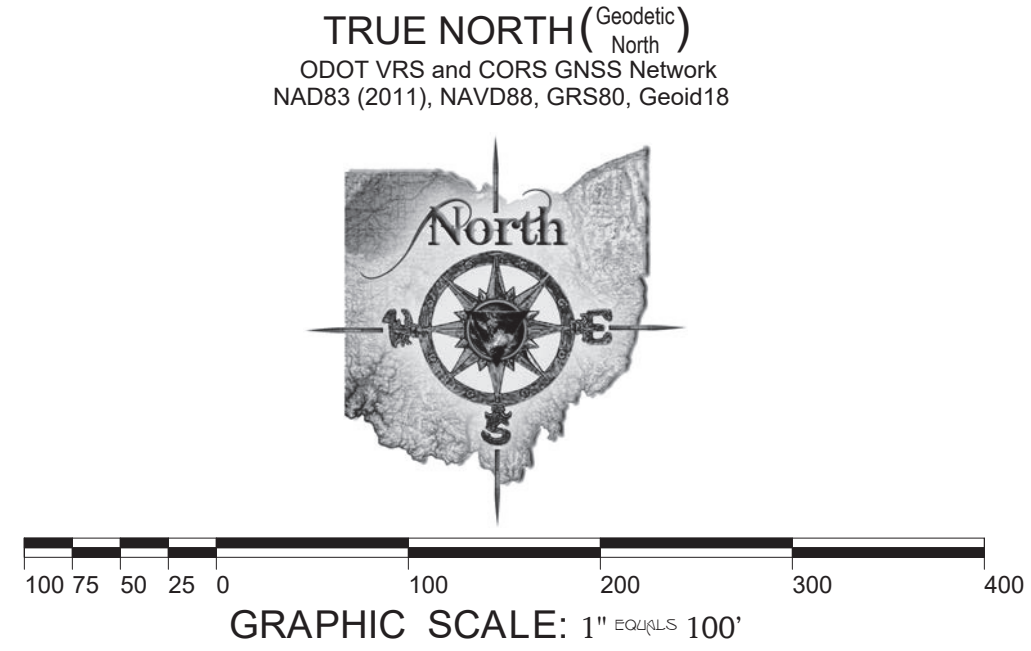 TRUE NORTH (Geodetic North)
ODOT VRS and CORS GNSS Network
NAD83 (2011), NAVD88, GRS80, Geoid18
North
W E
S
100 75 50 25 0 100 200 300 400
GRAPHIC SCALE: 1" EQUALS 100'